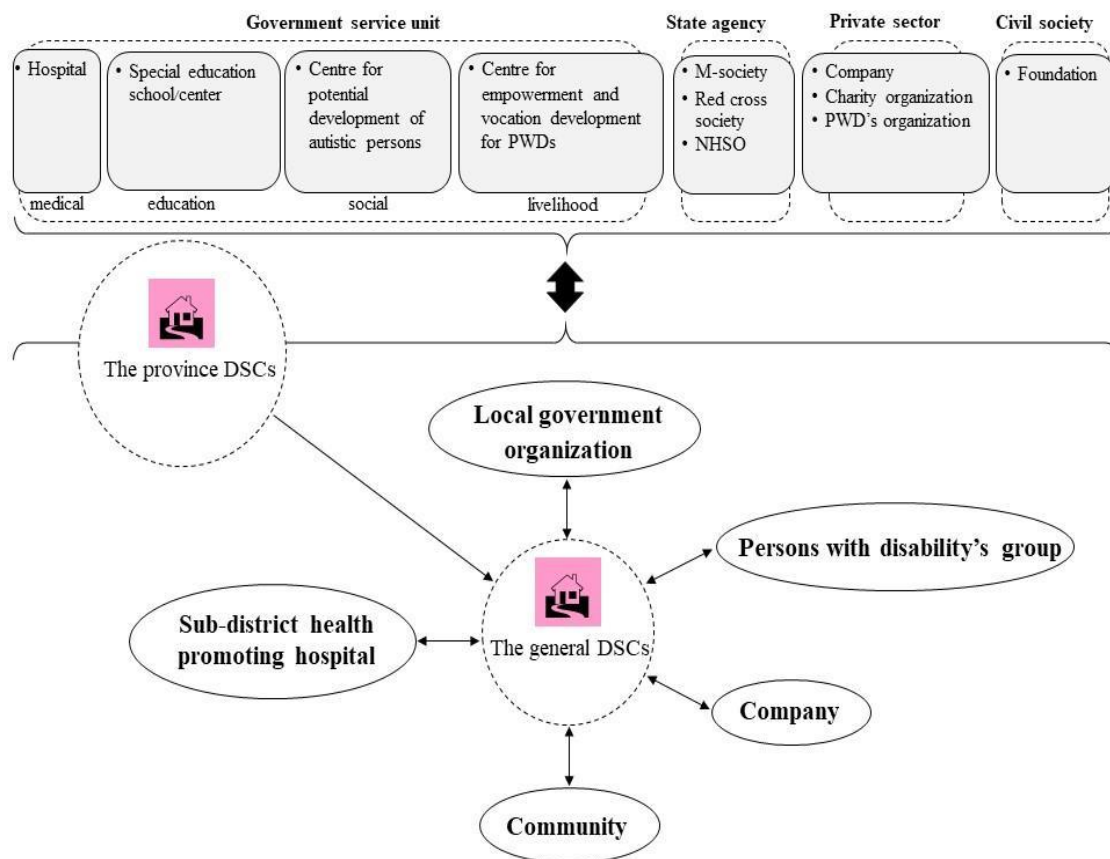 Government service unit
State agency
Private sector
Civil society
• Hospital
• Special education
school/center
• Centre for
potential
development of
autistic persons
• Centre for
empowerment and
vocation development
for PWDs
• M-society
• Red cross
society
• NHSO
• Company
• Charity organization
• PWD’s organization
• Foundation
medical
education
social
livelihood
The province DSCs
Local government
organization
Persons with disability’s group
Sub-district health
promoting hospital
The general DSCs
Company
Community